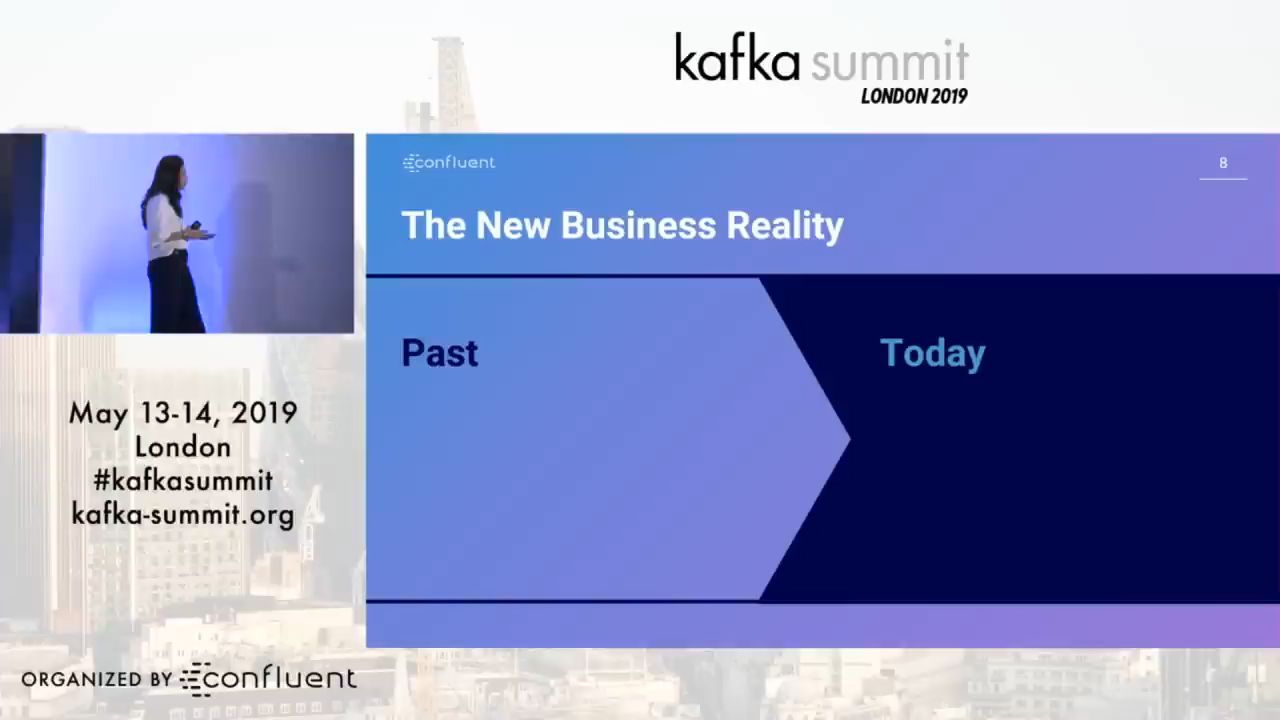 kafka summit
LONDON 2019
confluent
8
The New Business Reality
Past
Today
May 13-14, 2019
London
#kafkasummit
kafka-summit.org
ORGANIZED BY confluent